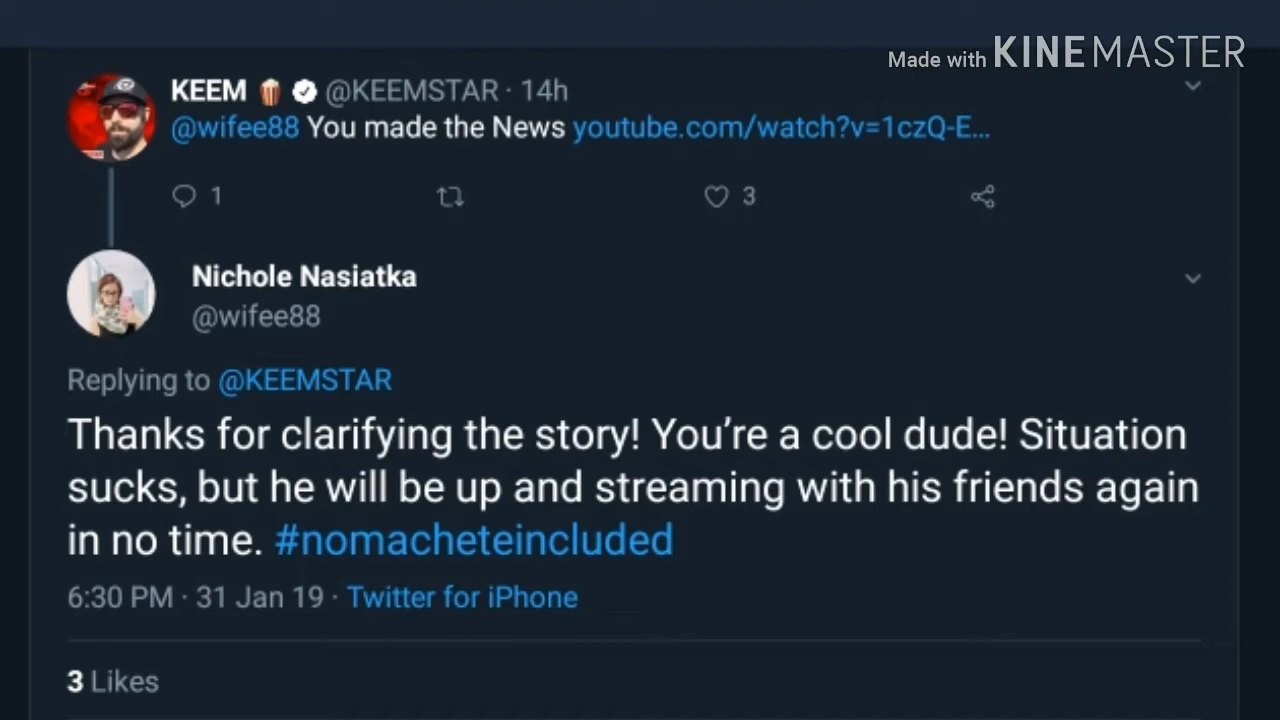 Made with KINEMASTER
KEEM @KEEMSTAR · 14h
@wifee88 You made the News youtube.com/watch?v=1czQ-E...
1 3
Nichole Nasiatka
@wifee88
Replying to @KEEMSTAR
Thanks for clarifying the story! You’re a cool dude! Situation
sucks, but he will be up and streaming with his friends again
in no time. #nomacheteincluded
6:30 PM · 31 Jan 19 · Twitter for iPhone
3 Likes